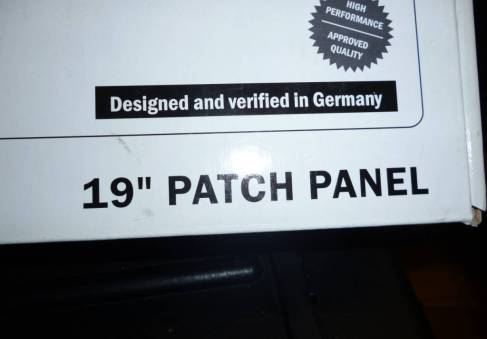 HIGH
PERFORMANCE
APPROVED
QUALITY
Designed and verified in Germany
19" PATCH PANEL